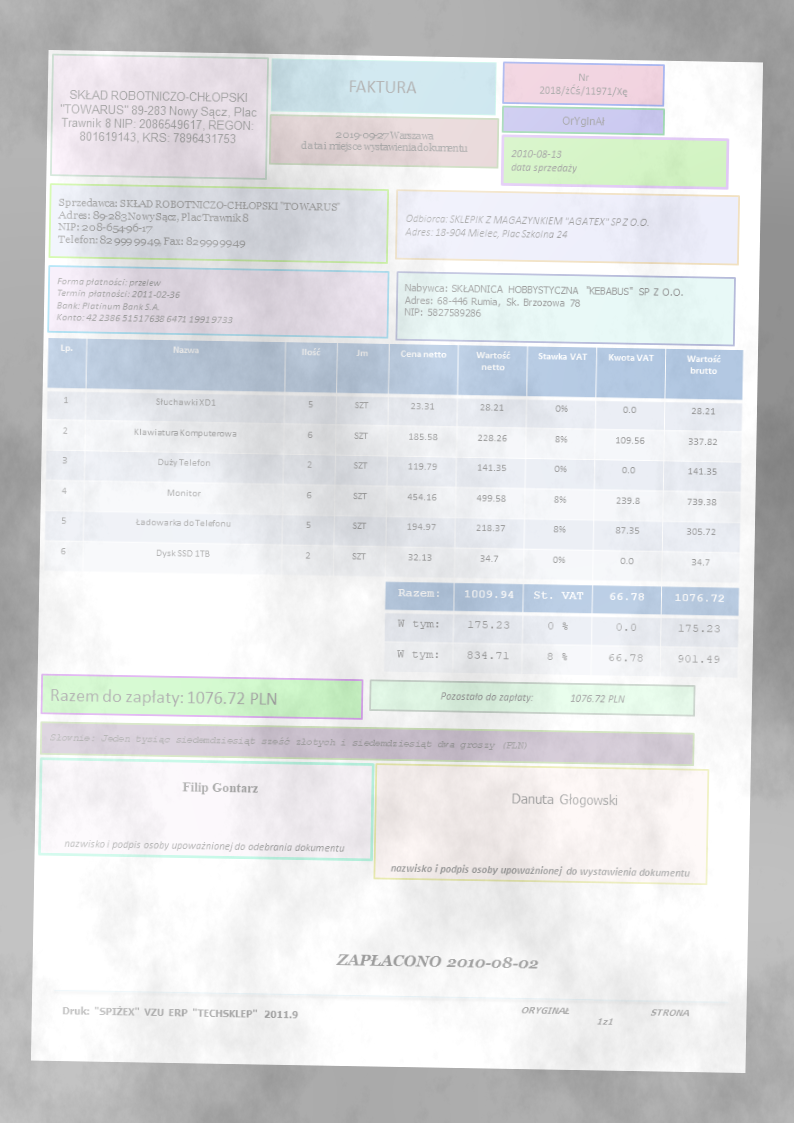 SKŁAD ROBOTNICZO-CHŁOPSKI
"TOWARUS" 89-283 Nowy Sącz, Plac
Trawnik 8 NIP: 2086549617, REGON:
801619143, KRS: 7896431753
FAKTURA
2019-09-27 Warszawa
data i miejsce wystawienia dokumentu
Nr
2018/żĆś/11971/Kę
OrYgInAł
2010-08-13
data sprzedaży
Sprzedawca: SKŁAD ROBOTNICZO-CHŁOPSKI "TOWARUS"
Adres: 89-283 Nowy Sącz, Plac Trawnik 8
NIP: 208-654-96-17
Telefon: 82 999 9949, Fax: 829999949
Odbiorca: SKLEPIK Z MAGAZYNKIEM "AGATEX" SP Z O.O.
Adres: 18-904 Mielec, Plac Szkolna 24
Forma płatności: przelew
Termin płatności: 2011-02-36
Bank: Platinum Bank S.A.
Konto: 42 2386 5151 7638 6471 1991 9733
Nabywca: SKŁADNICA HOBBYSTYCZNA "KEBABUS" SP Z O.O.
Adres: 68-446 Rumia, Sk. Brzozowa 78
NIP: 5827589286
Lp. Nazwa Ilość Jm Cena netto Wartość netto Stawka VAT Kwota VAT Wartość brutto
1 Słuchawki XD1 5 SZT 23.31 28.21 0% 0.0 28.21
2 Klawiatura Komputerowa 6 SZT 185.58 228.26 8% 109.56 337.82
3 Duży Telefon 2 SZT 119.79 141.35 0% 0.0 141.35
4 Monitor 6 SZT 454.16 499.58 8% 239.8 739.38
5 Ładowarka do Telefonu 5 SZT 194.97 218.37 8% 87.35 305.72
6 Dysk SSD 1TB 2 SZT 32.13 34.7 0% 0.0 34.7
Razem: 1009.94 St. VAT 66.78 1076.72
W tym: 175.23 0 % 0.0 175.23
W tym: 834.71 8 % 66.78 901.49
Razem do zapłaty: 1076.72 PLN
Pozostało do zapłaty: 1076.72 PLN
Słownie: Jeden tysiąc siedemdziesiąt sześć złotych i siedemdziesiąt dwa groszy (PLN)
Filip Gontarz
nazwisko i podpis osoby upoważnionej do odebrania dokumentu
Danuta Głogowski
nazwisko i podpis osoby upoważnionej do wystawienia dokumentu
ZAPŁACONO 2010-08-02
Druk: "SPIŻEX" VZU ERP "TECHSKLEP" 2011.9
ORYGINAŁ STRONA
1z1